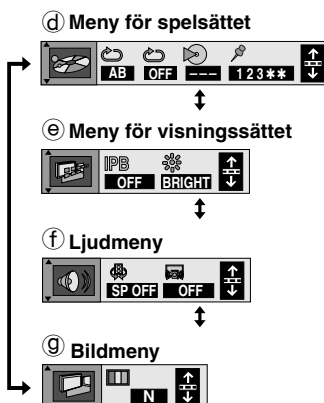 ⓓ Meny för spelsättet
AB OFF --- 123**
ⓔ Meny för visningssättet
IPB
OFF BRIGHT
ⓕ Ljudmeny
SP OFF OFF
ⓖ Bildmeny
N